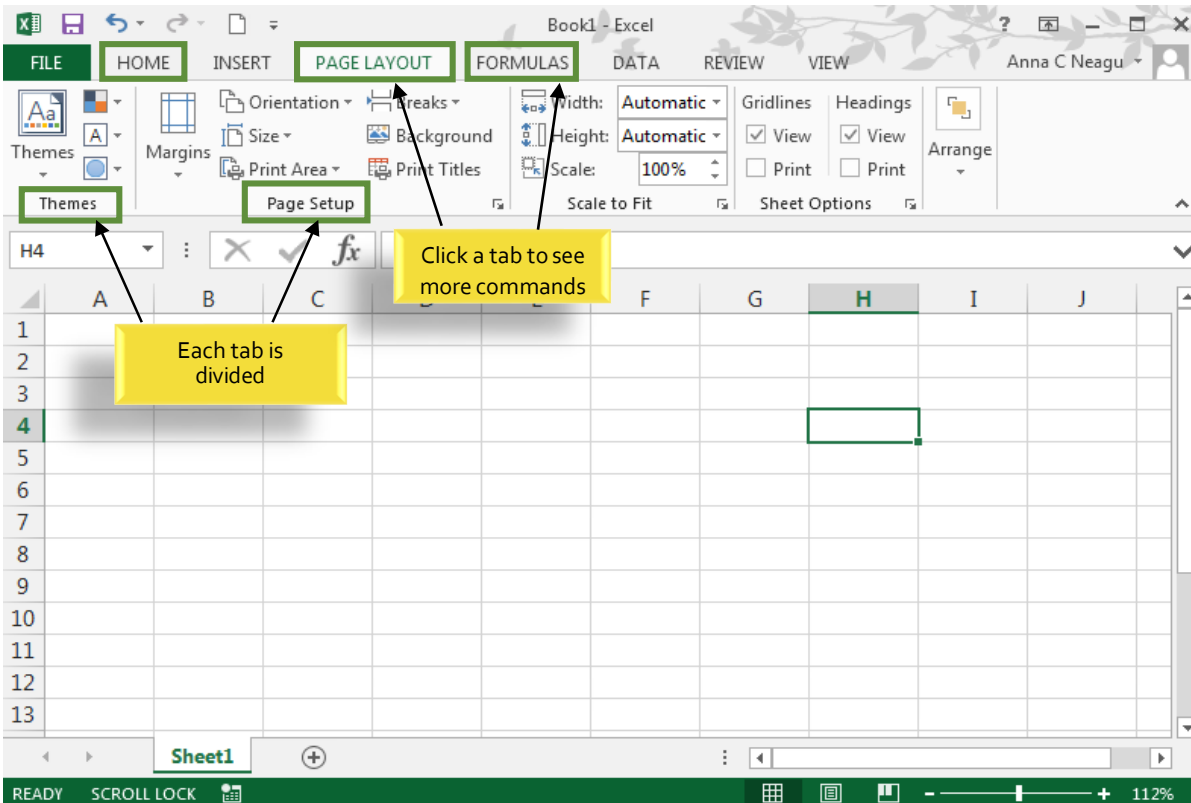 Book1 - Excel ?
FILE HOME INSERT PAGE LAYOUT FORMULAS DATA REVIEW VIEW Anna C Neagu
Aa Orientation Breaks Width: Automatic Gridlines Headings
A Size Background Height: Automatic View View
Themes Margins Print Area Print Titles Scale: 100% Print Print Arrange
Themes Page Setup Scale to Fit Sheet Options
H4 fx
Click a tab to see
more commands
A B C D E F G H I J
1
Each tab is
divided
2
3
4
5
6
7
8
9
10
11
12
13
Sheet1
READY SCROLL LOCK 112%